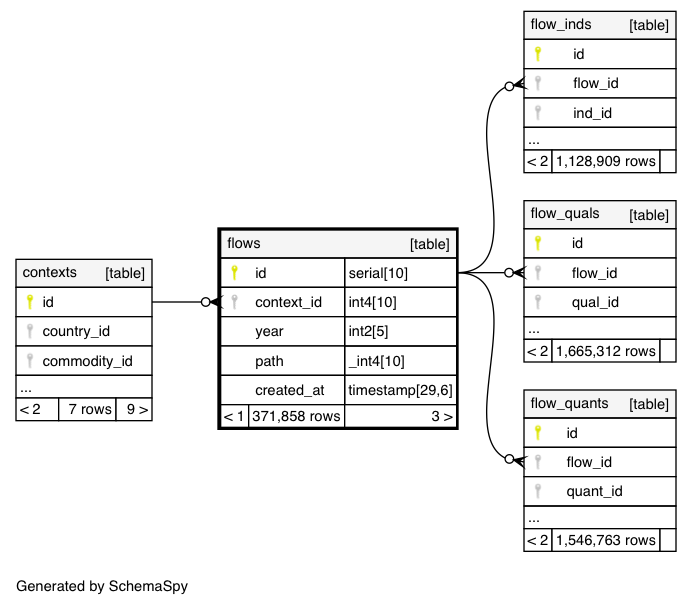 contexts [table]
id
country_id
commodity_id
...
< 2 7 rows 9 >
flows [table]
id serial[10]
context_id int4[10]
year int2[5]
path _int4[10]
created_at timestamp[29,6]
< 1 371,858 rows 3 >
flow_inds [table]
id
flow_id
ind_id
...
< 2 1,128,909 rows
flow_quals [table]
id
flow_id
qual_id
...
< 2 1,665,312 rows
flow_quants [table]
id
flow_id
quant_id
...
< 2 1,546,763 rows
Generated by SchemaSpy